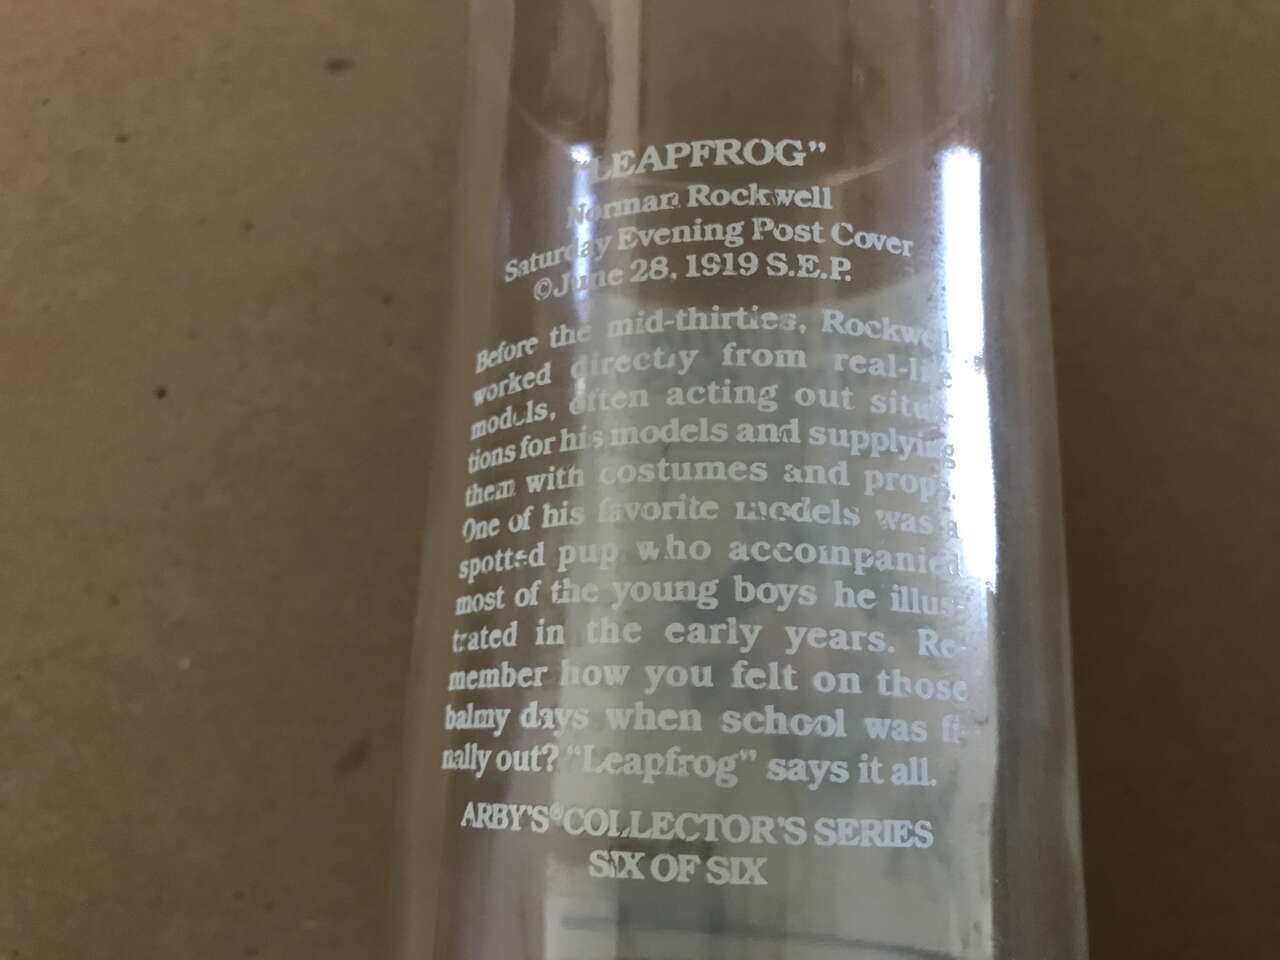 "LEAPFROG"
Norman Rockwell
Saturday Evening Post Cover
©June 28, 1919 S.E.P.
Before the mid-thirties, Rockwell
worked directly from real-life
models, often acting out situa-
tions for his models and supplying
them with costumes and props.
One of his favorite models was a
spotted pup who accompanied
most of the young boys he illus-
trated in the early years. Re-
member how you felt on those
balmy days when school was fi-
nally out? "Leapfrog" says it all.
ARBY'S® COLLECTOR'S SERIES
SIX OF SIX